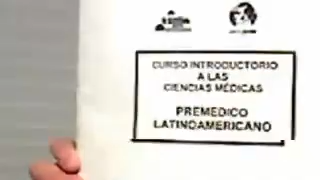 CURSO INTRODUCTORIO
A LAS
CIENCIAS MÉDICAS
PREMEDICO
LATINOAMERICANO